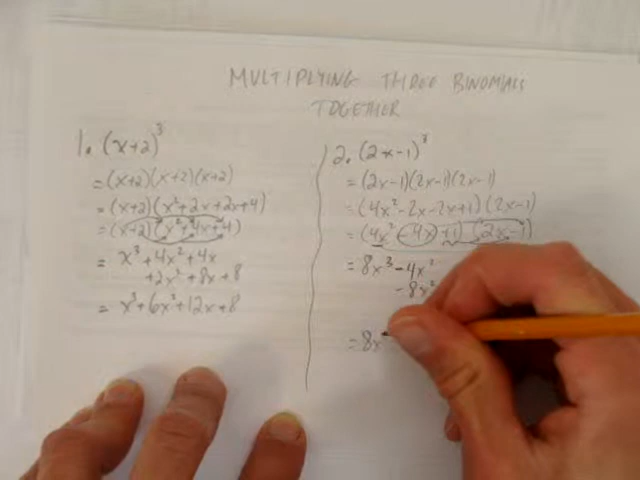 MULTIPLYING THREE BINOMIALS
TOGETHER
1. (x+2)³
=(x+2)(x+2)(x+2)
=(x+2)(x²+2x+2x+4)
=(x+2)(x²+4x+4)
= x³+4x²+4x
+2x²+8x+8
= x³+6x²+12x+8
2. (2x-1)³
=(2x-1)(2x-1)(2x-1)
=(4x²-2x-2x+1)(2x-1)
=(4x²-4x+1)(2x-1)
=8x³-4x²
-8x²
=8x